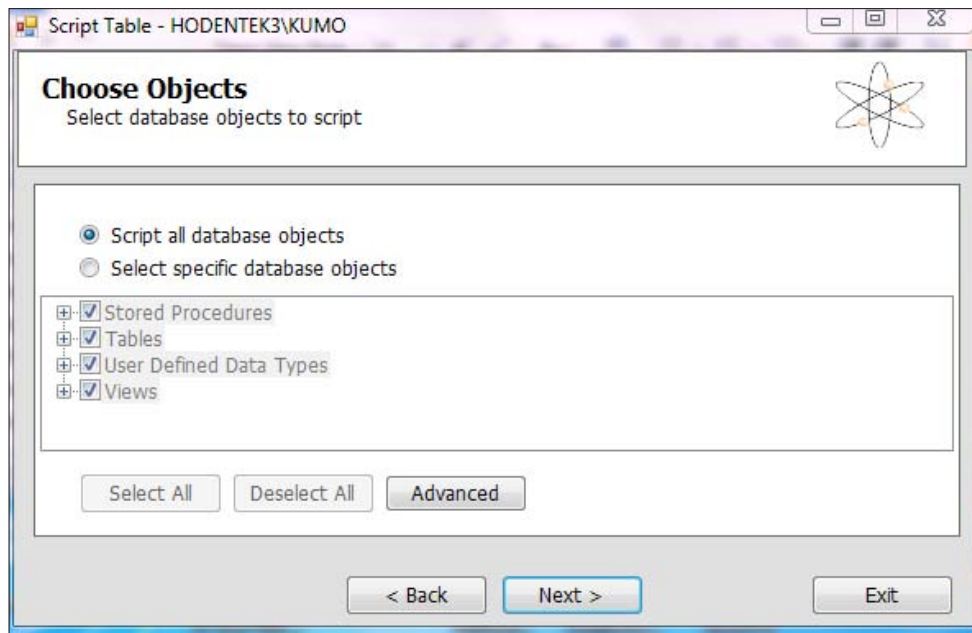 Script Table - HODENTEK3\KUMO
Choose Objects
Select database objects to script
Script all database objects
Select specific database objects
Stored Procedures
Tables
User Defined Data Types
Views
Select All Deselect All Advanced
< Back Next > Exit